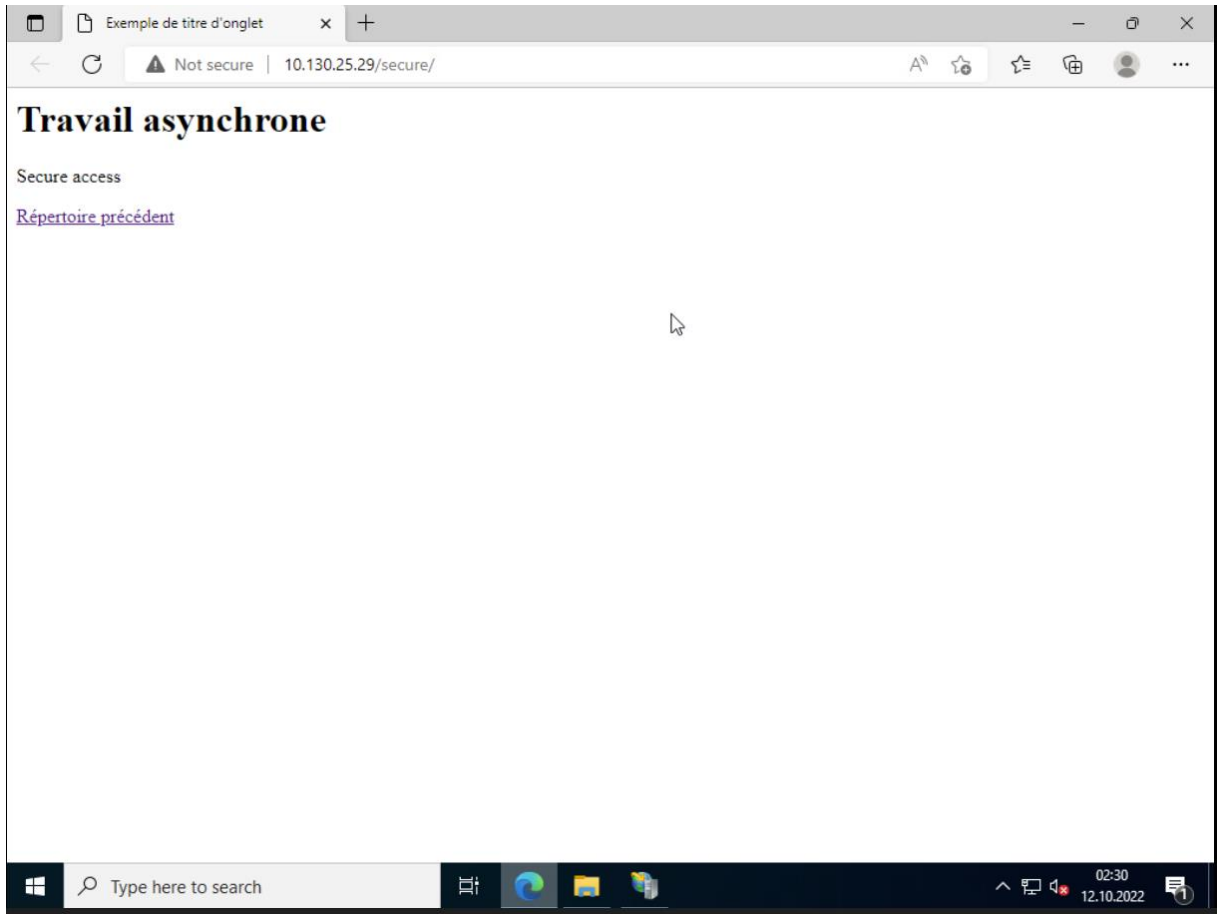 Exemple de titre d'onglet
Not secure | 10.130.25.29/secure/
Travail asynchrone
Secure access
Répertoire précédent
Type here to search
02:30
12.10.2022
1